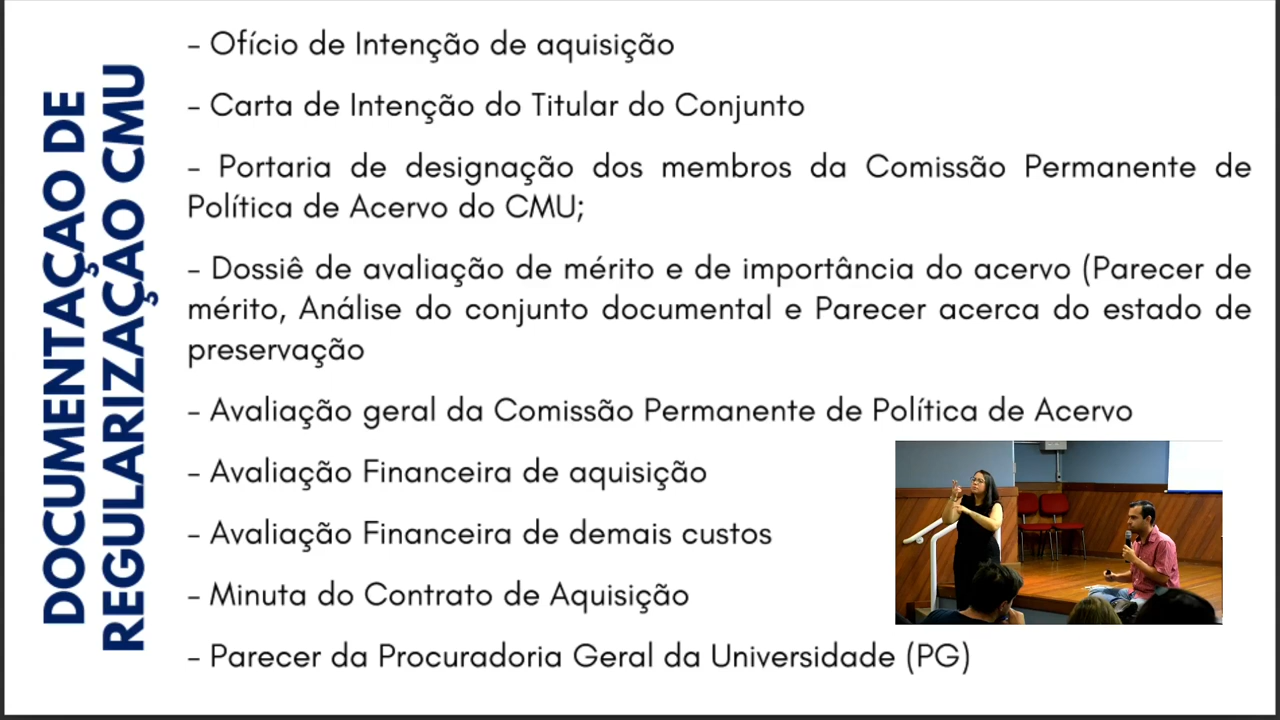 DOCUMENTAÇAO DE
REGULARIZAÇÃO CMU
- Ofício de Intenção de aquisição
- Carta de Intenção do Titular do Conjunto
- Portaria de designação dos membros da Comissão Permanente de
Política de Acervo do CMU;
- Dossiê de avaliação de mérito e de importância do acervo (Parecer de
mérito, Análise do conjunto documental e Parecer acerca do estado de
preservação
- Avaliação geral da Comissão Permanente de Política de Acervo
- Avaliação Financeira de aquisição
- Avaliação Financeira de demais custos
- Minuta do Contrato de Aquisição
- Parecer da Procuradoria Geral da Universidade (PG)